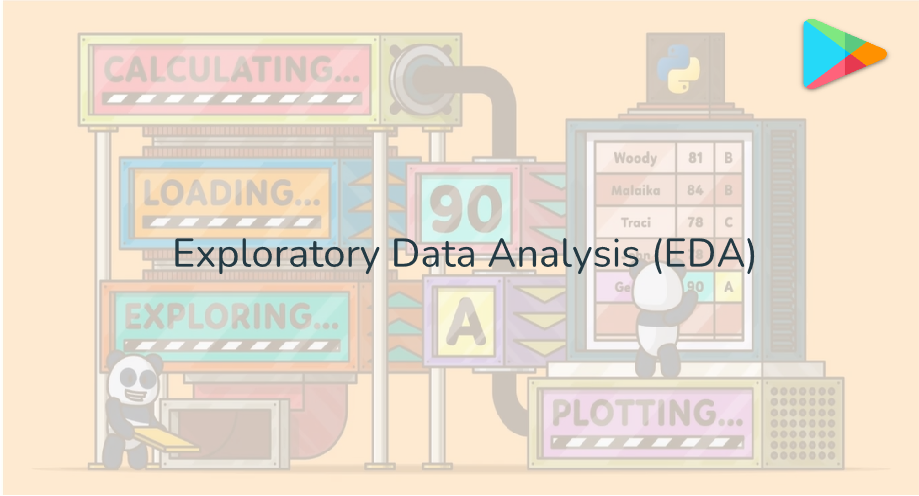 CALCULATING...
LOADING...
EXPLORING...
90
A
Woody 81 B
Malaika 84 B
Traci 78 C
Exploratory Data Analysis (EDA)
90 A
PLOTTING...